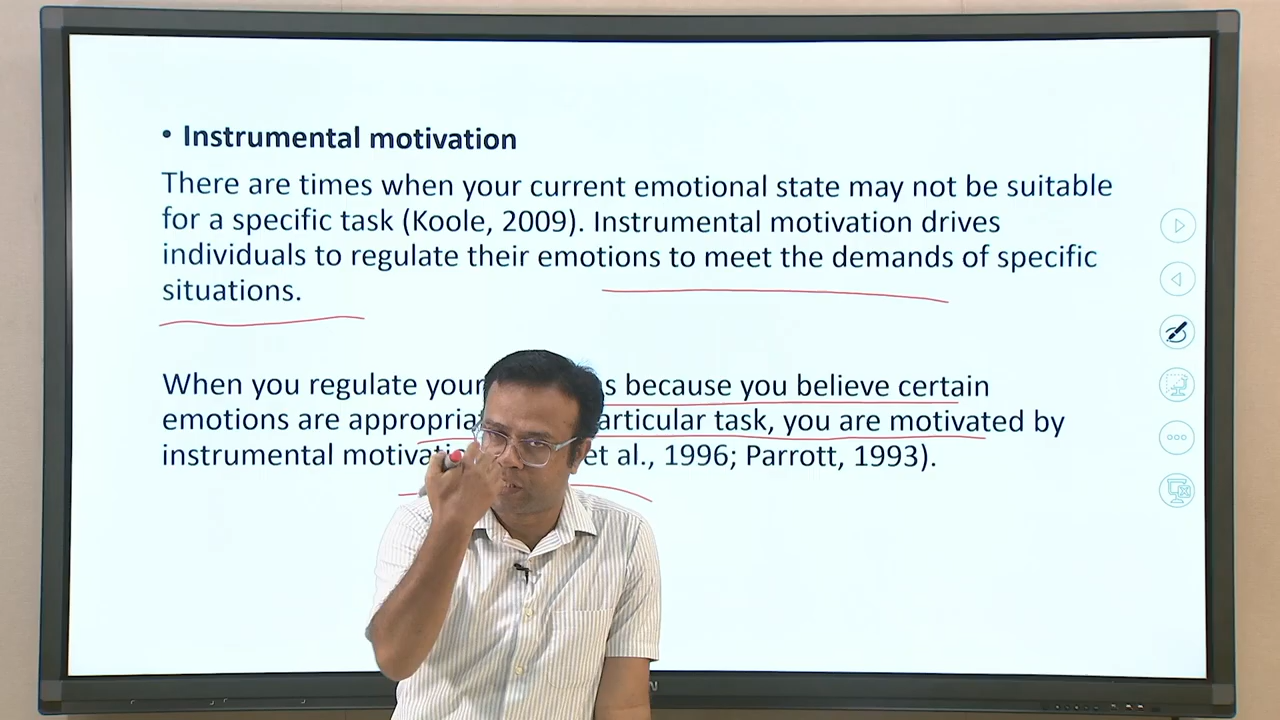 • Instrumental motivation
There are times when your current emotional state may not be suitable
for a specific task (Koole, 2009). Instrumental motivation drives
individuals to regulate their emotions to meet the demands of specific
situations.
When you regulate your s because you believe certain
emotions are appropria articular task, you are motivated by
instrumental motivati et al., 1996; Parrott, 1993).